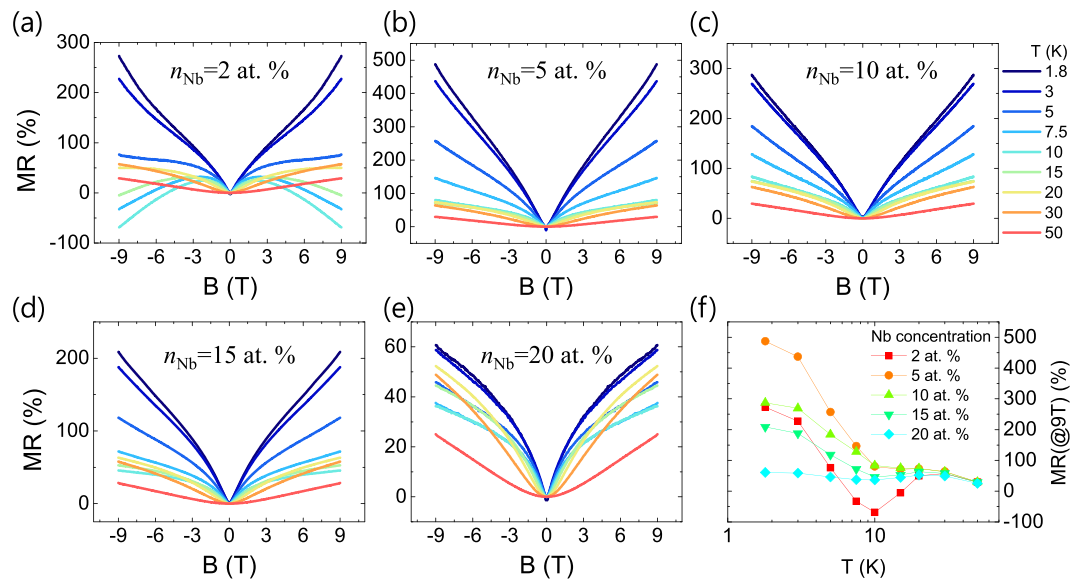 (a)
n_Nb=2 at. %
300
200
100
0
-100
MR (%)
-9 -6 -3 0 3 6 9
B (T)
(b)
n_Nb=5 at. %
500
400
300
200
100
0
-9 -6 -3 0 3 6 9
B (T)
(c)
n_Nb=10 at. %
300
200
100
0
-9 -6 -3 0 3 6 9
B (T)
T (K)
1.8
3
5
7.5
10
15
20
30
50
(d)
n_Nb=15 at. %
200
100
0
MR (%)
-9 -6 -3 0 3 6 9
B (T)
(e)
n_Nb=20 at. %
60
40
20
0
-9 -6 -3 0 3 6 9
B (T)
(f)
Nb concentration
2 at. %
5 at. %
10 at. %
15 at. %
20 at. %
500
400
300
200
100
0
-100
MR(@9T) (%)
1 10
T (K)